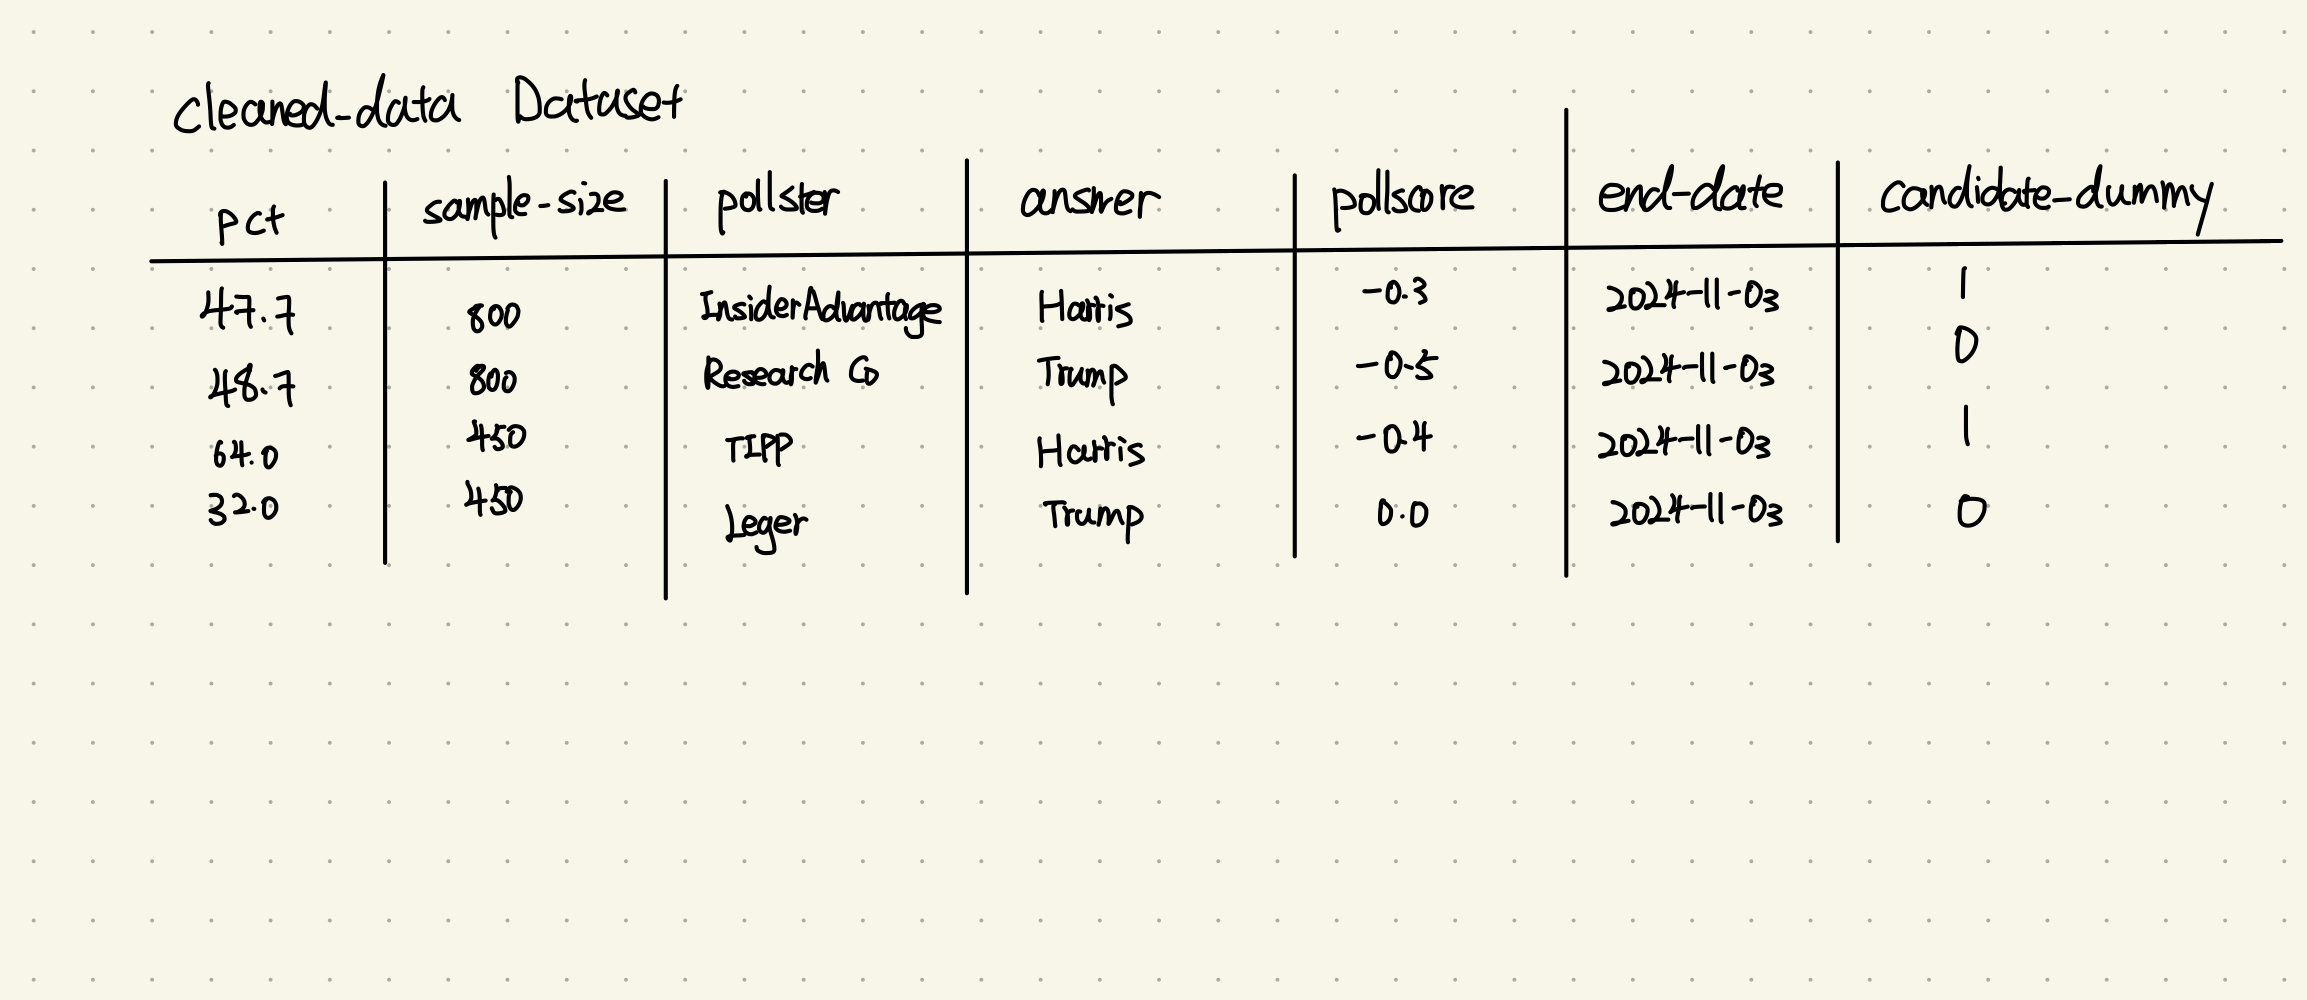 cleaned-data Dataset
pct sample-size pollster answer pollscore end-date candidate-dummy
47.7 800 InsiderAdvantage Harris -0.3 2024-11-03 1
48.7 800 Research Co Trump -0.5 2024-11-03 0
64.0 450 TIPP Harris -0.4 2024-11-03 1
32.0 450 Leger Trump 0.0 2024-11-03 0